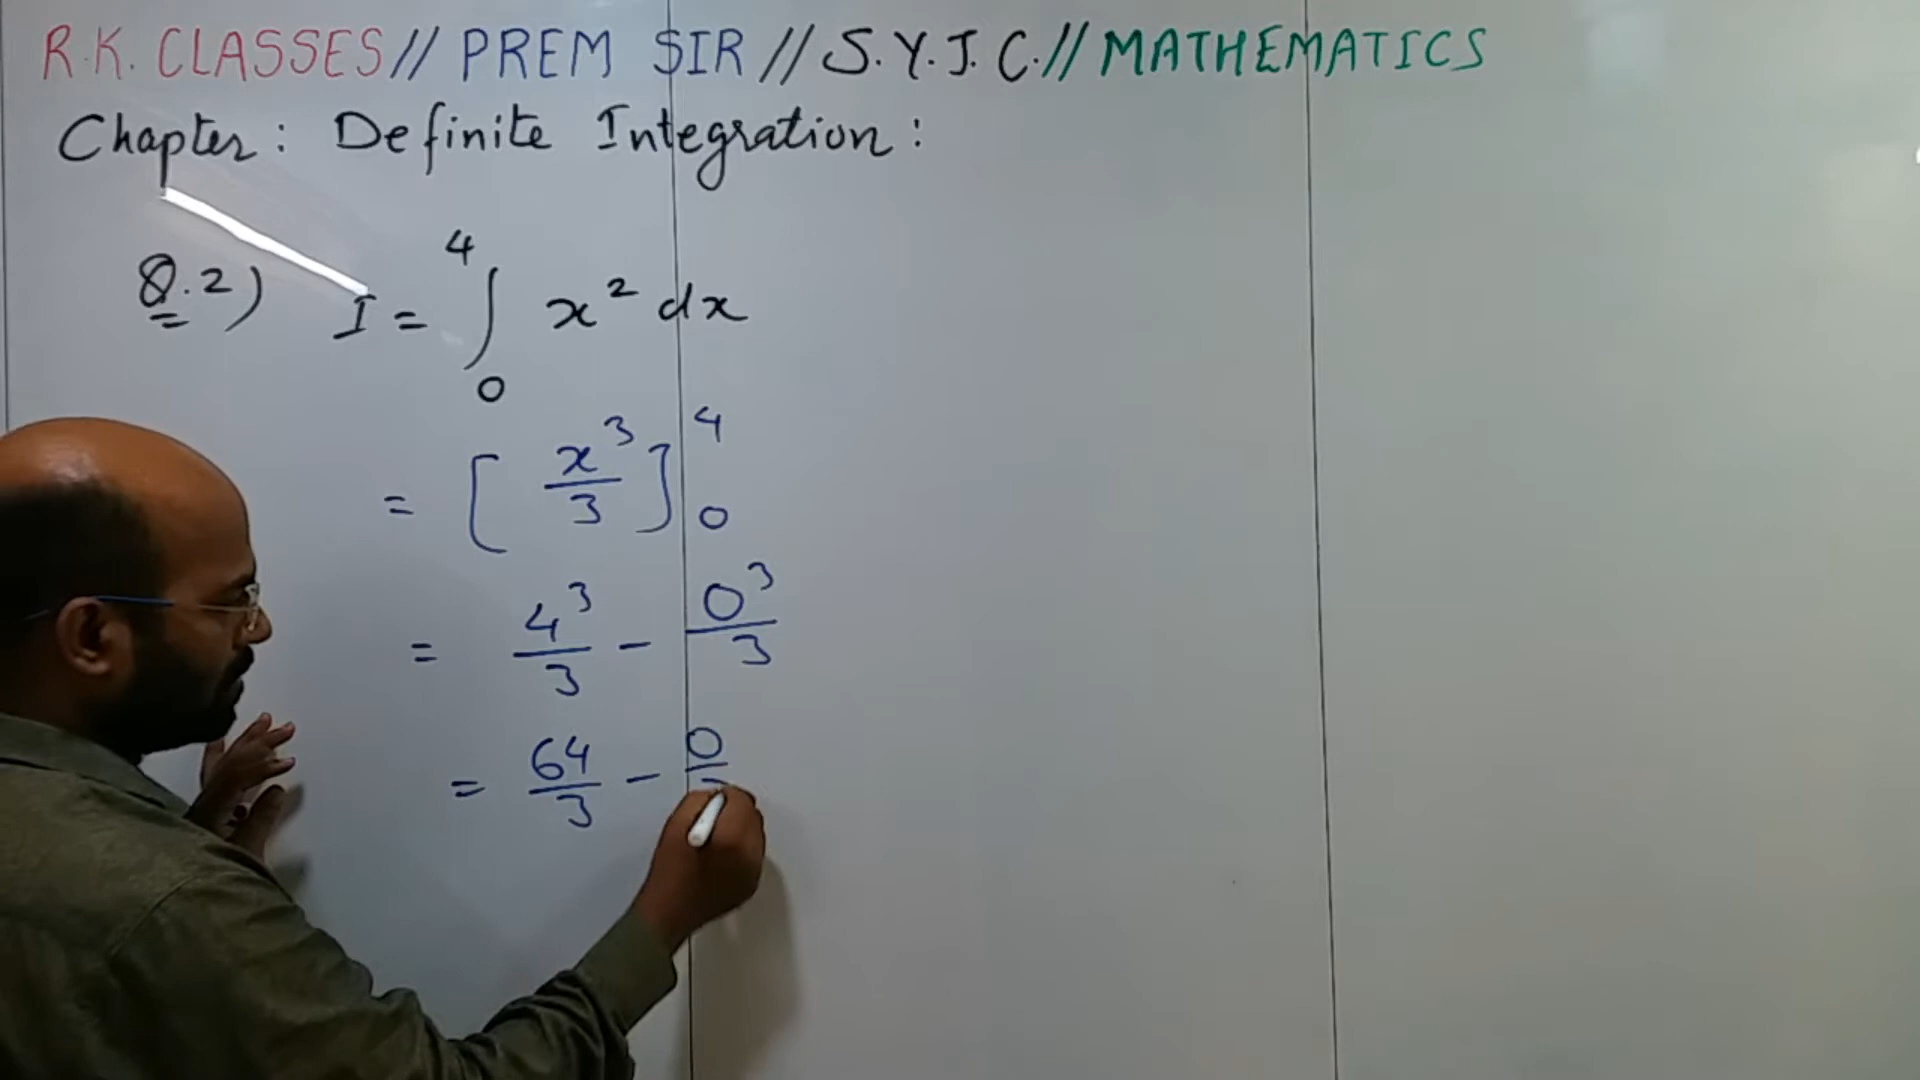 R.K. CLASSES // PREM SIR // S.Y.J.C. // MATHEMATICS
Chapter: Definite Integration:
Q.2) I = ∫₀⁴ x² dx
= [x³/3]₀⁴
= 4³/3 - 0³/3
= 64/3 - 0/